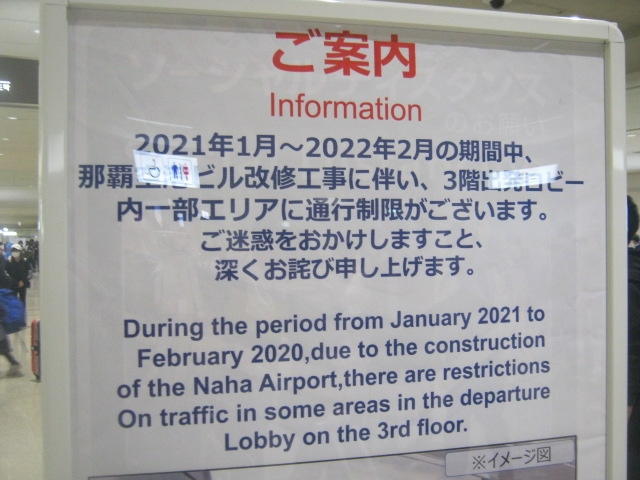 ご案内
Information
2021年1月～2022年2月の期間中、
那覇空港ビル改修工事に伴い、3階出発ロビー
内一部エリアに通行制限がございます。
ご迷惑をおかけしますこと、
深くお詫び申し上げます。
During the period from January 2021 to
February 2020,due to the construction
of the Naha Airport,there are restrictions
On traffic in some areas in the departure
Lobby on the 3rd floor.
※イメージ図